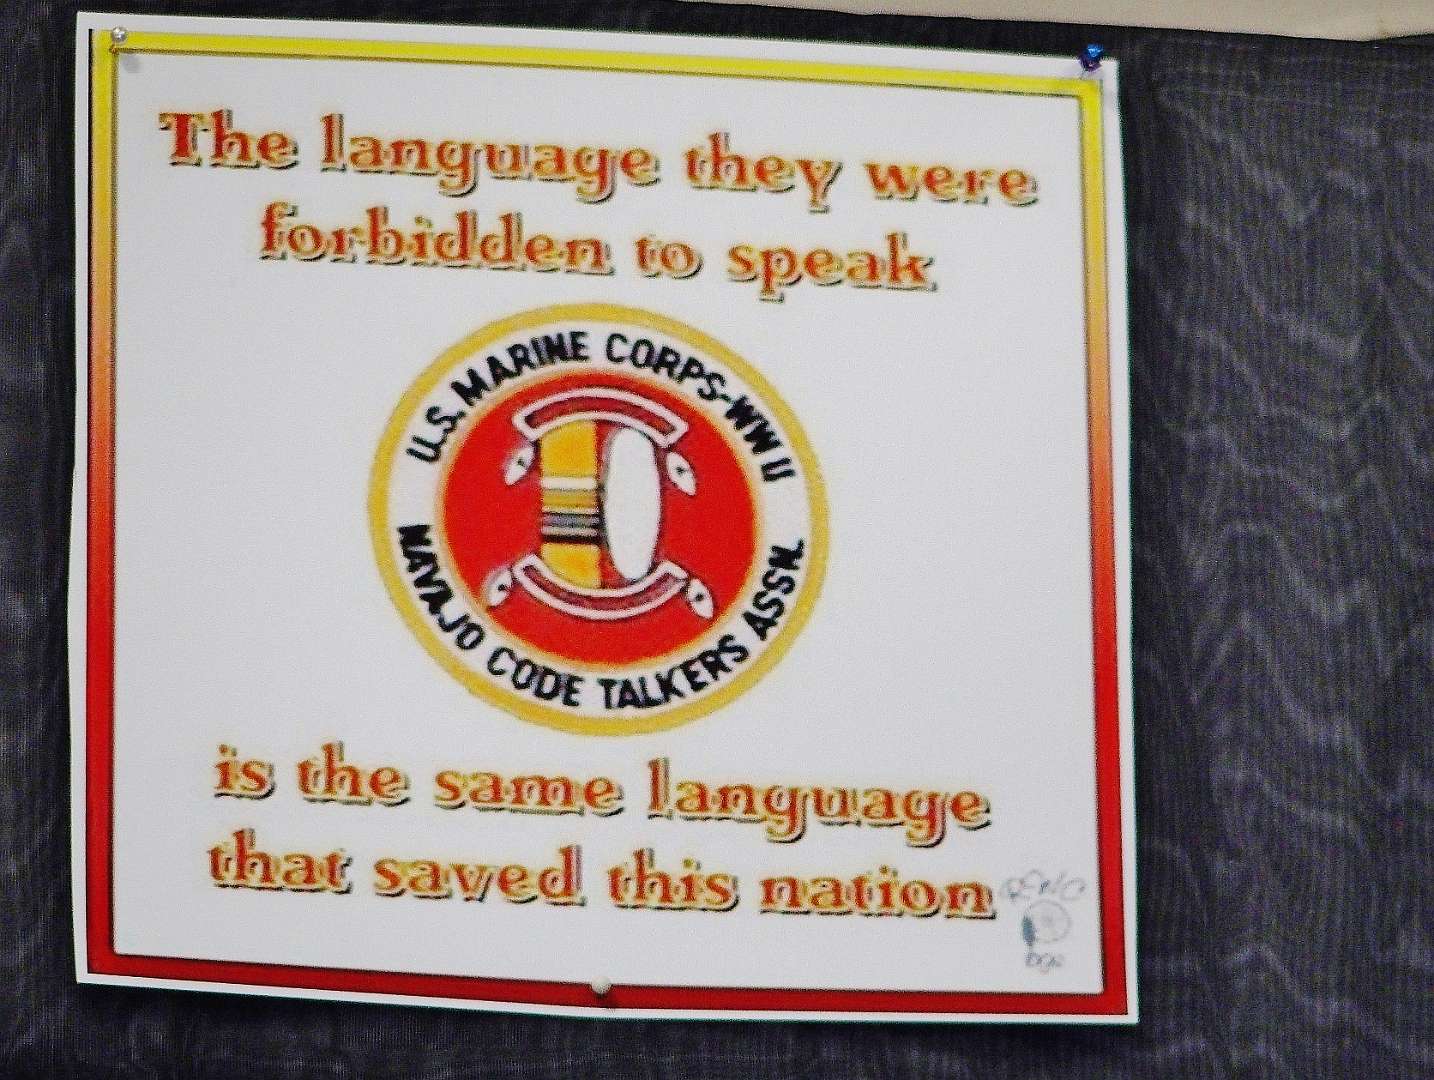 The language they were
forbidden to speak
U.S. MARINE CORPS-WW II
NAVAJO CODE TALKERS ASSN.
is the same language
that saved this nation